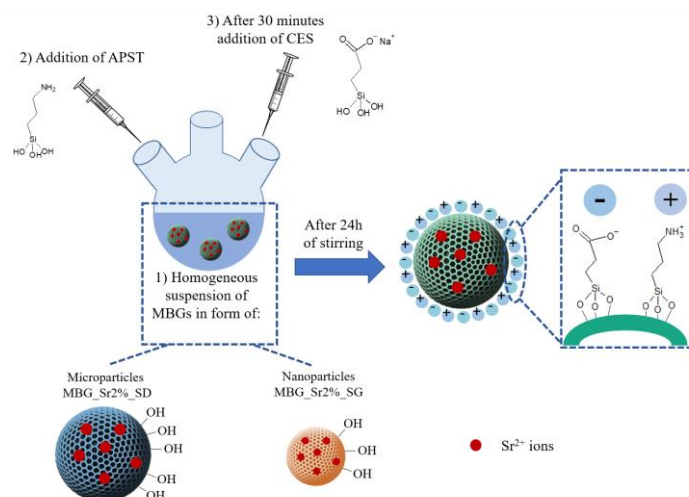 3) After 30 minutes
addition of CES
2) Addition of APST
O
O⁻ Na⁺
NH₂
Si
HO
OH
OH
Si
HO
OH
OH
1) Homogeneous
suspension of
MBGs in form of:
After 24h
of stirring
-
+
O
O⁻
NH₃⁺
Si
O
O
O
Si
O
O
O
Microparticles
MBG_Sr2%_SD
OH
OH
OH
OH
OH
Nanoparticles
MBG_Sr2%_SG
OH
OH
OH
Sr²⁺ ions